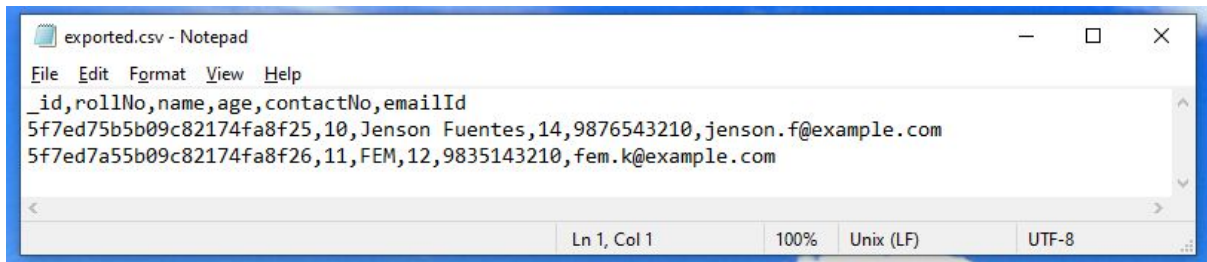 exported.csv - Notepad
File Edit Format View Help
_id,rollNo,name,age,contactNo,emailId
5f7ed75b5b09c82174fa8f25,10,Jenson Fuentes,14,9876543210,jenson.f@example.com
5f7ed7a55b09c82174fa8f26,11,FEM,12,9835143210,fem.k@example.com
Ln 1, Col 1 100% Unix (LF) UTF-8